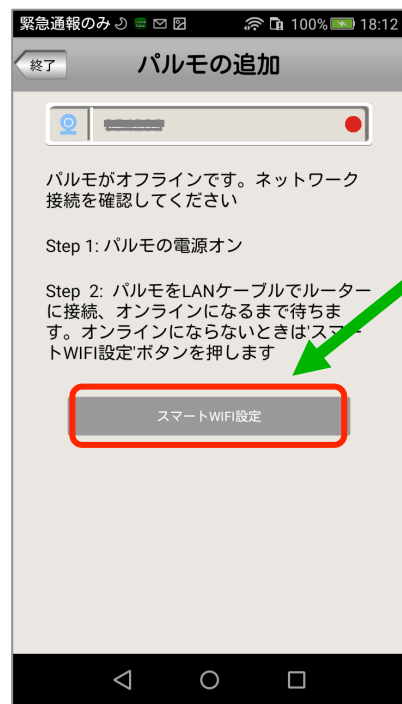 緊急通報のみ 100% 18:12
終了 パルモの追加
パルモがオフラインです。ネットワーク
接続を確認してください
Step 1: パルモの電源オン
Step 2: パルモをLANケーブルでルーター
に接続、オンラインになるまで待ちま
す。オンラインにならないときは'スマー
トWIFI設定'ボタンを押します
スマートWIFI設定